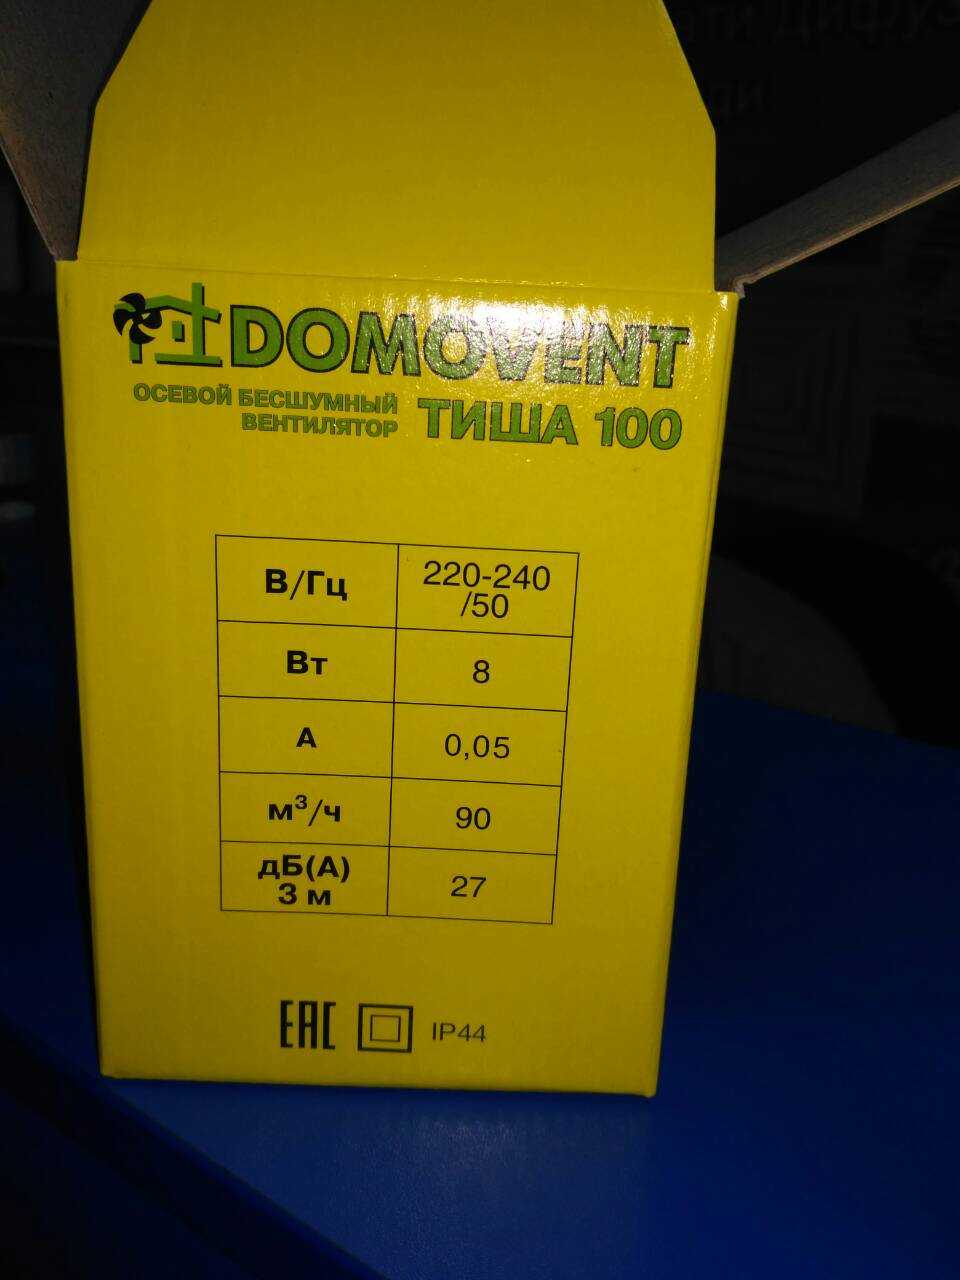 DOMOVENT
ОСЕВОЙ БЕСШУМНЫЙ
ВЕНТИЛЯТОР
ТИША 100
В/Гц 220-240
/50
Вт 8
А 0,05
м³/ч 90
дБ(А)
3 м 27
EAC IP44